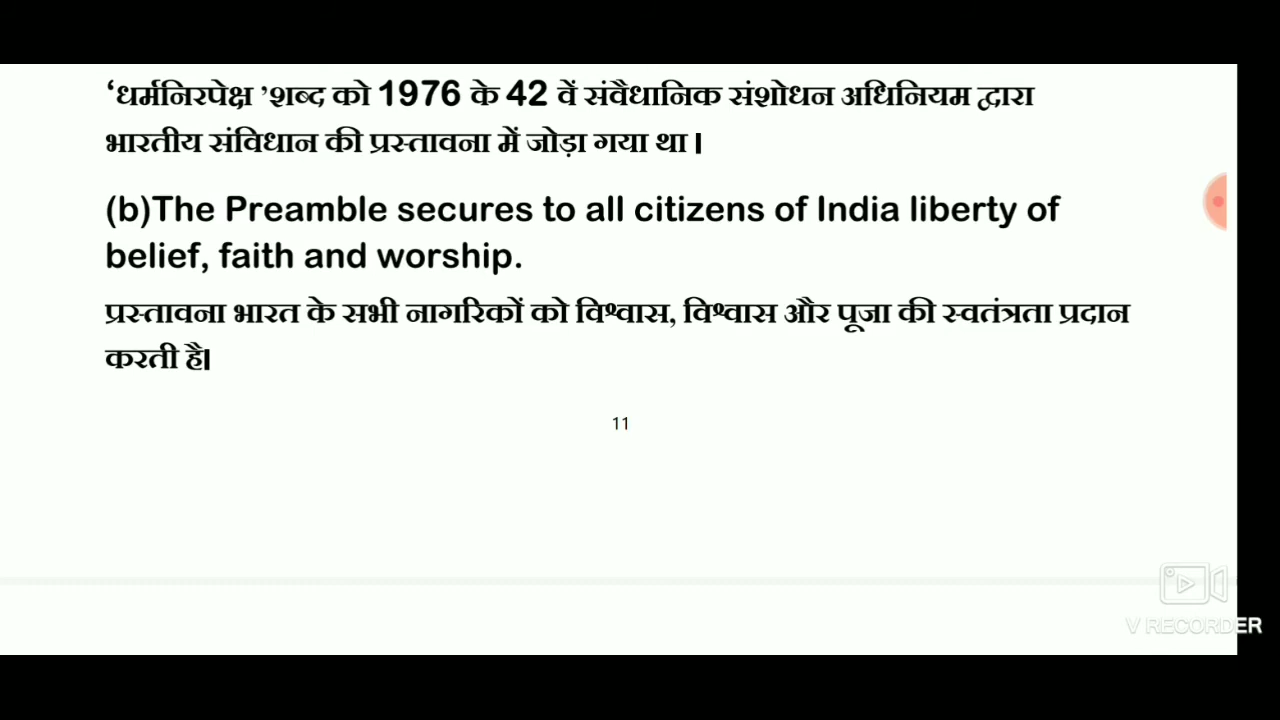 ‘धर्मनिरपेक्ष ’शब्द को 1976 के 42 वें संवैधानिक संशोधन अधिनियम द्वारा
भारतीय संविधान की प्रस्तावना में जोड़ा गया था।
(b)The Preamble secures to all citizens of India liberty of
belief, faith and worship.
प्रस्तावना भारत के सभी नागरिकों को विश्वास, विश्वास और पूजा की स्वतंत्रता प्रदान
करती है।
11
V RECORDER